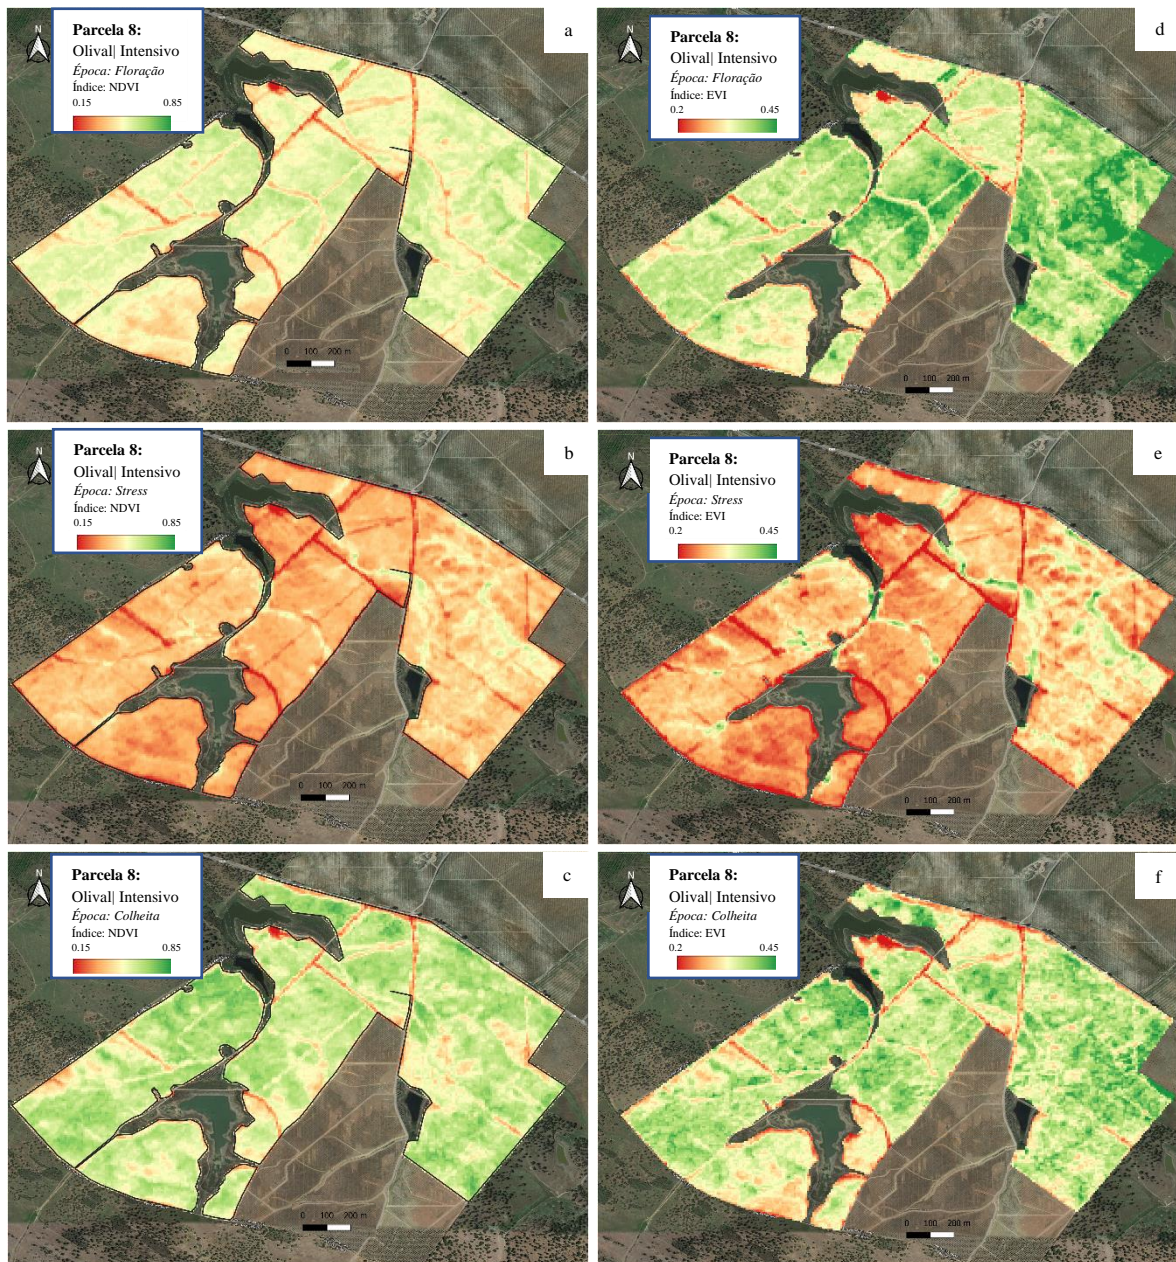 N
Parcela 8:
Olival| Intensivo
Época: Floração
Índice: NDVI
0.15 0.85
a
0 100 200 m
N
Parcela 8:
Olival| Intensivo
Época: Floração
Índice: EVI
0.2 0.45
d
0 100 200 m
N
Parcela 8:
Olival| Intensivo
Época: Stress
Índice: NDVI
0.15 0.85
b
0 100 200 m
N
Parcela 8:
Olival| Intensivo
Época: Stress
Índice: EVI
0.2 0.45
e
0 100 200 m
N
Parcela 8:
Olival| Intensivo
Época: Colheita
Índice: NDVI
0.15 0.85
c
0 100 200 m
N
Parcela 8:
Olival| Intensivo
Época: Colheita
Índice: EVI
0.2 0.45
f
0 100 200 m